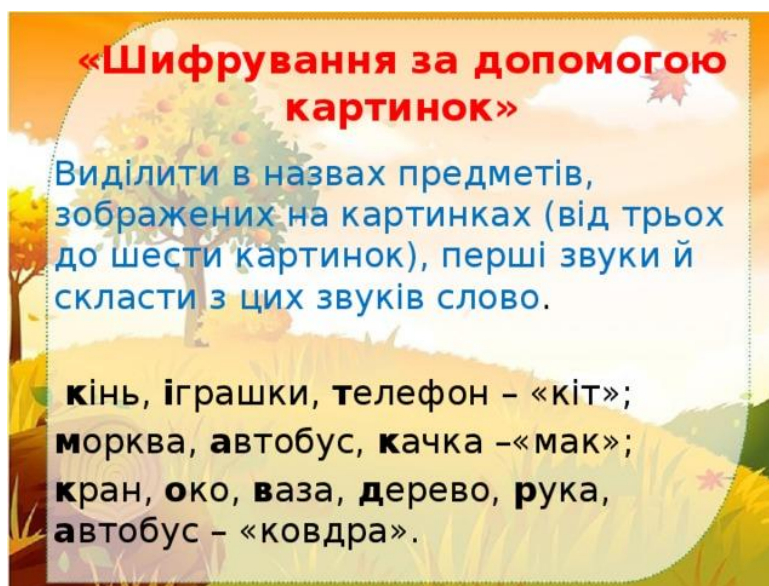 «Шифрування за допомогою
картинок»
Виділити в назвах предметів,
зображених на картинках (від трьох
до шести картинок), перші звуки й
скласти з цих звуків слово.
кінь, іграшки, телефон – «кіт»;
морква, автобус, качка –«мак»;
кран, око, ваза, дерево, рука,
автобус – «ковдра».